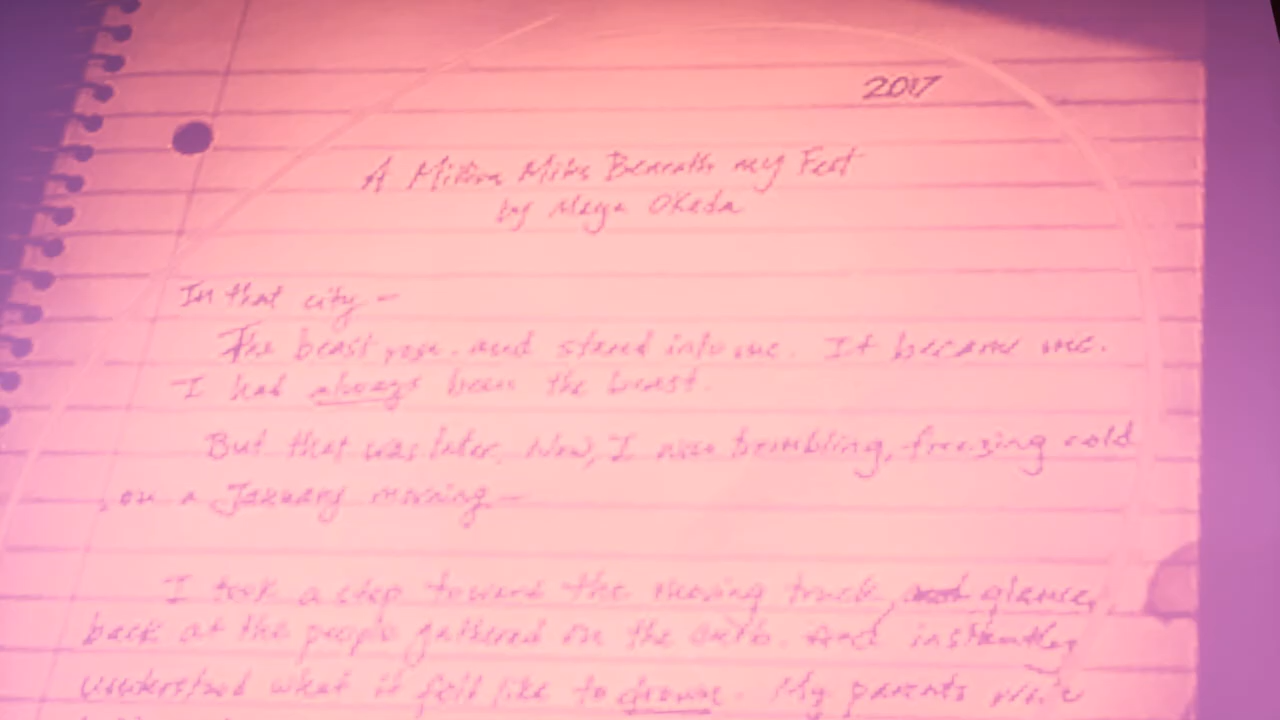 2017
A Million Miles Beneath my Feet
by Maya Okada
In that city –
The beast rose. and stared into me. It became me.
I had always been the beast.
But that was later. Now, I was trembling, freezing cold
, on a January morning –
I took a step toward the moving truck, and glance,
back at the people gathered on the curb. And instantly
understood what it felt like to drown. My parents were